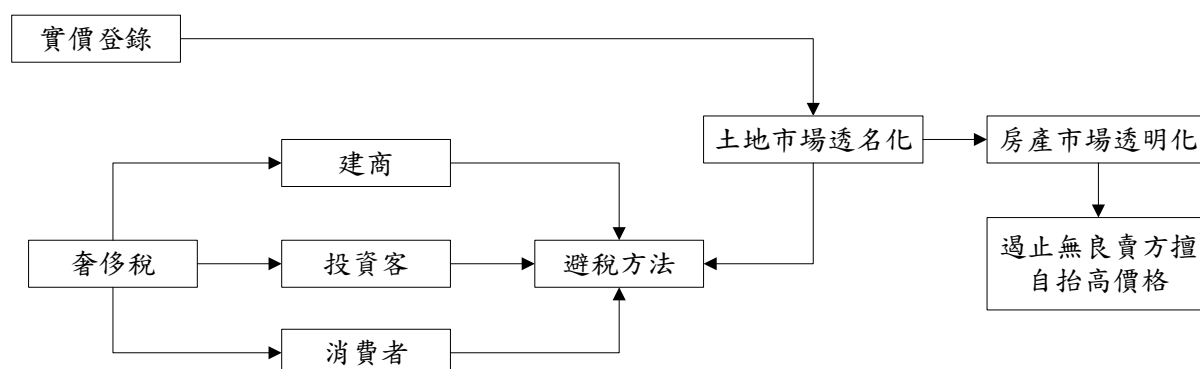 實價登錄
土地市場透名化
房產市場透明化
建商
奢侈稅
投資客
避稅方法
遏止無良賣方擅
自抬高價格
消費者